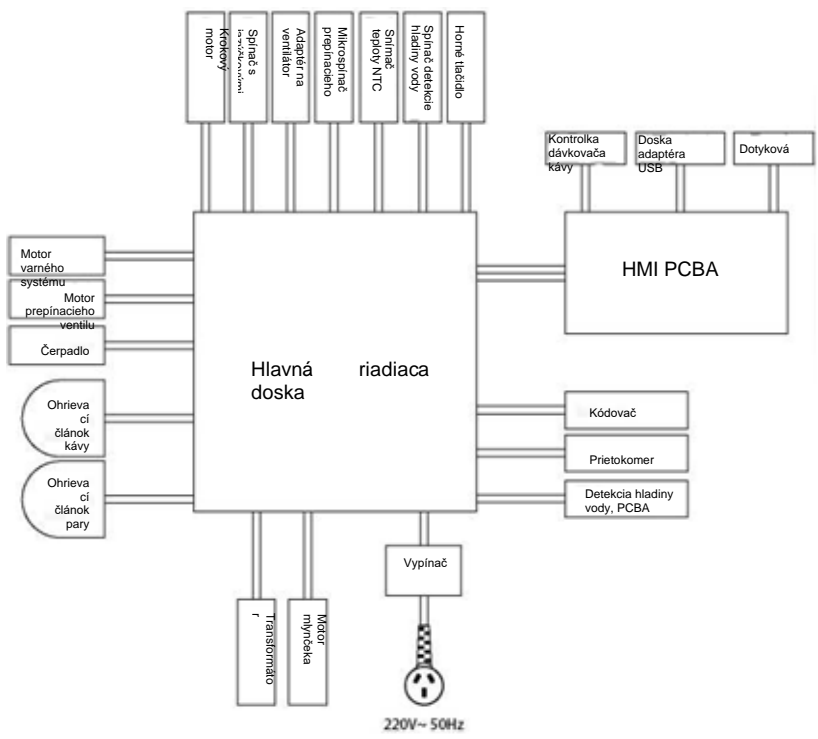 Krokový
motor
Spínač s
Adaptér na
ventilátor
Mikrospínač
prepínacieho
Snímač
teploty NTC
Spínač detekcie
hladiny vody
Horné tlačidlo
Kontrolka
dávkovača
kávy
Doska
adaptéra
USB
Dotyková
HMI PCBA
Motor
varného
systému
Motor
prepínacieho
ventilu
Čerpadlo
Ohrieva
cí
článok
kávy
Ohrieva
cí
článok
pary
Hlavná riadiaca
doska
Kódovač
Prietokomer
Detekcia hladiny
vody, PCBA
Vypínač
Transformáto
r
Motor
mlynčeka
220V~ 50Hz